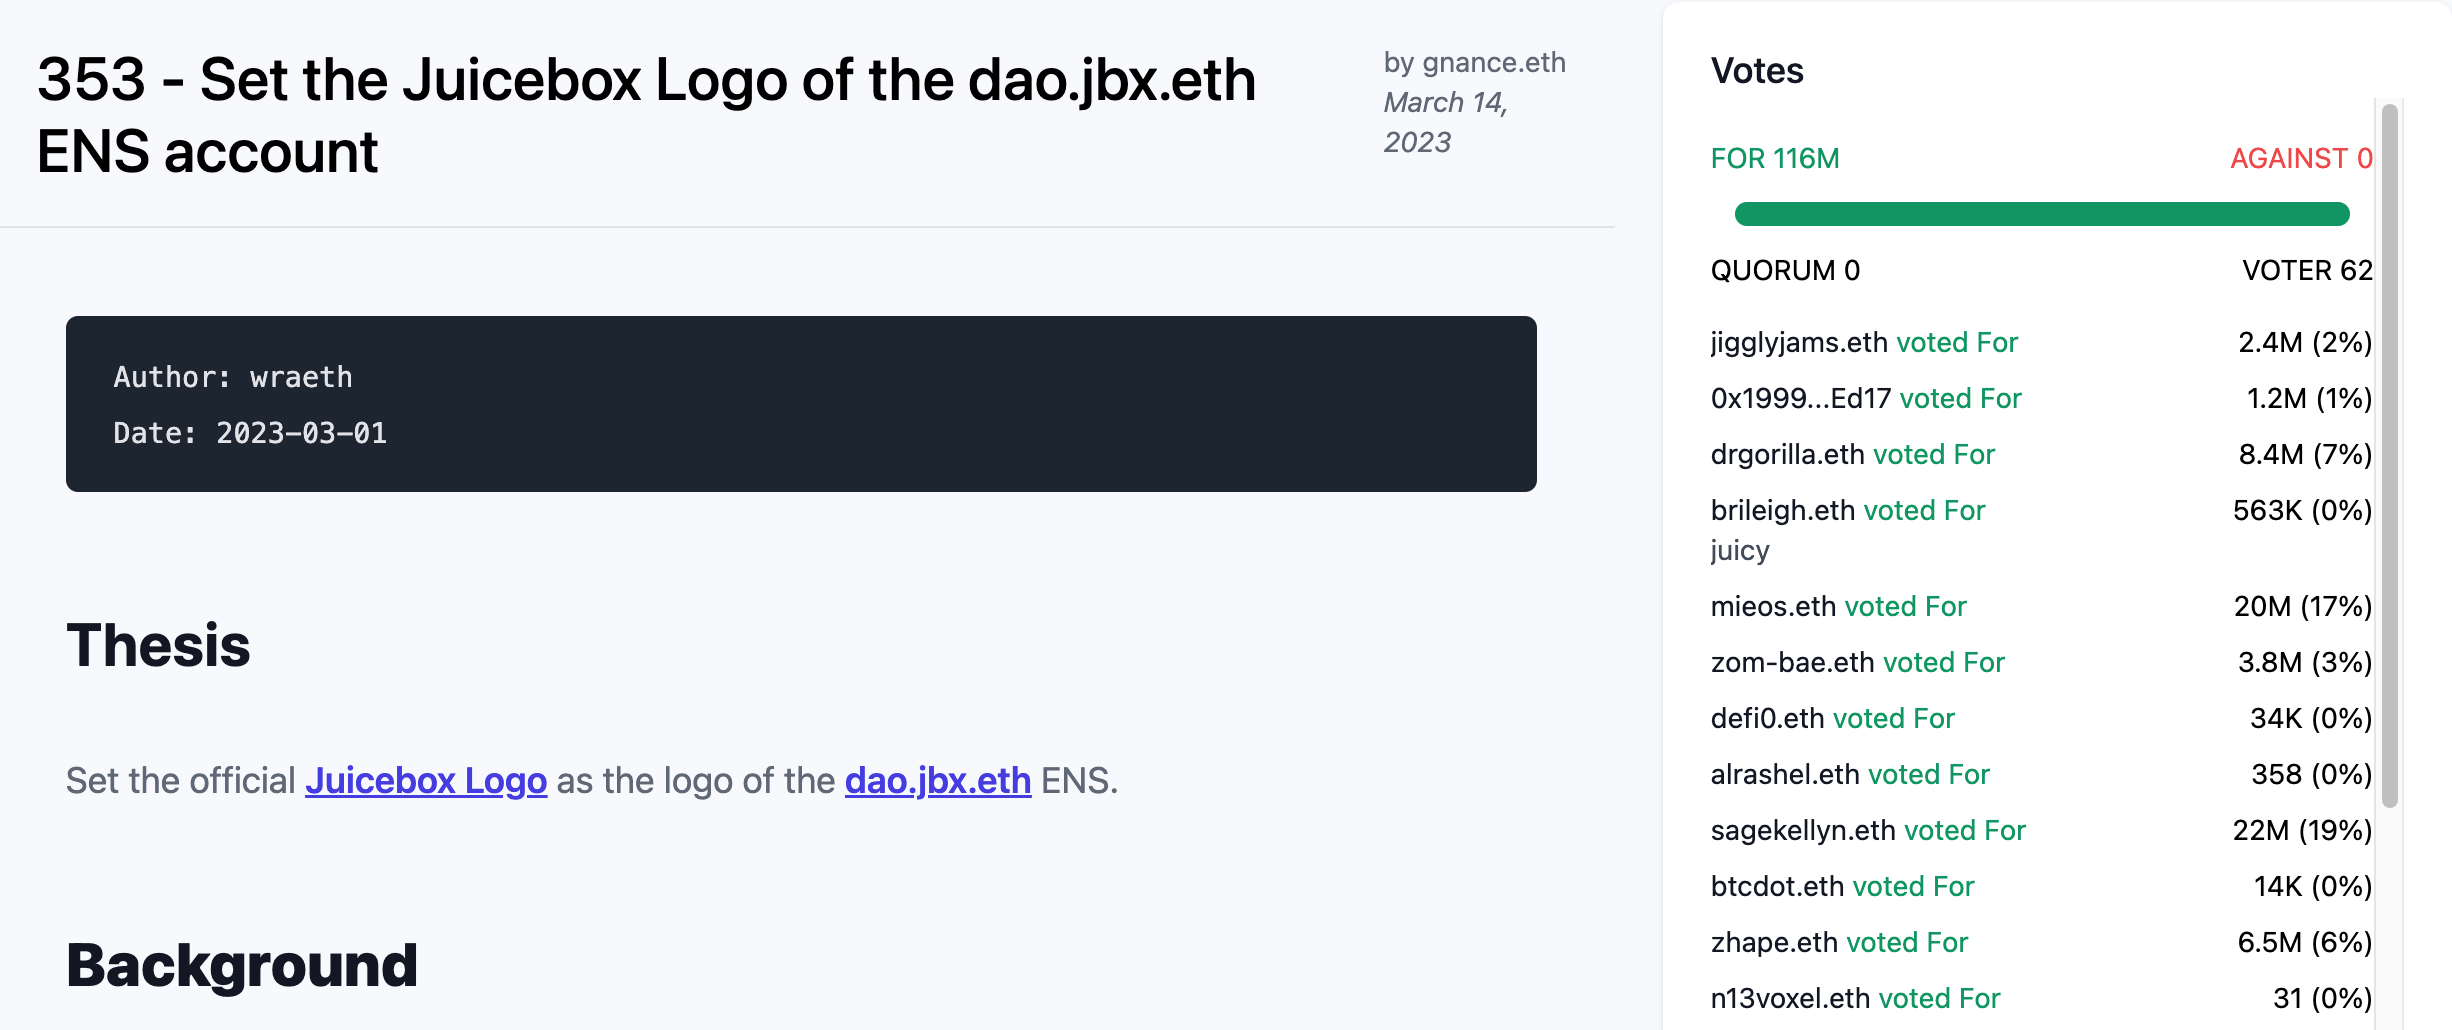 353 - Set the Juicebox Logo of the dao.jbx.eth
ENS account
by gnance.eth
March 14,
2023
Author: wraeth
Date: 2023-03-01
Thesis
Set the official Juicebox Logo as the logo of the dao.jbx.eth ENS.
Background
Votes
FOR 116M AGAINST 0
QUORUM 0 VOTER 62
jigglyjams.eth voted For 2.4M (2%)
0x1999...Ed17 voted For 1.2M (1%)
drgorilla.eth voted For 8.4M (7%)
brileigh.eth voted For 563K (0%)
juicy
mieos.eth voted For 20M (17%)
zom-bae.eth voted For 3.8M (3%)
defi0.eth voted For 34K (0%)
alrashel.eth voted For 358 (0%)
sagekellyn.eth voted For 22M (19%)
btcdot.eth voted For 14K (0%)
zhape.eth voted For 6.5M (6%)
n13voxel.eth voted For 31 (0%)